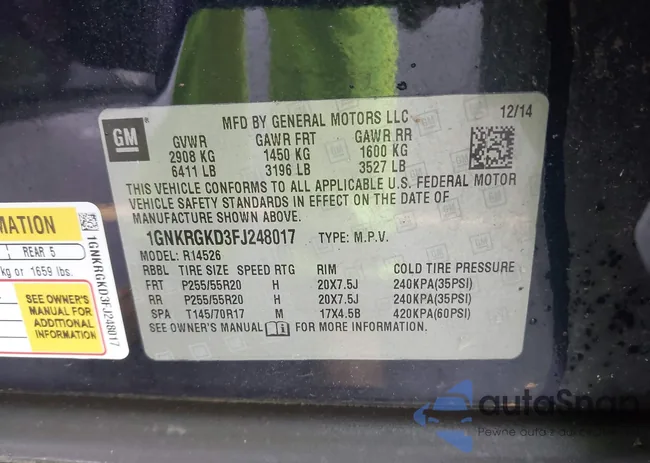 MFD BY GENERAL MOTORS LLC 12/14
GM
GVWR GAWR FRT GAWR RR
2908 KG 1450 KG 1600 KG
6411 LB 3196 LB 3527 LB
THIS VEHICLE CONFORMS TO ALL APPLICABLE U.S. FEDERAL MOTOR
VEHICLE SAFETY STANDARDS IN EFFECT ON THE DATE OF
MANUFACTURE SHOWN ABOVE.
1GNKRGKD3FJ248017 TYPE: M.P.V.
MODEL: R14526
RBBL TIRE SIZE SPEED RTG RIM COLD TIRE PRESSURE
FRT P255/55R20 H 20X7.5J 240KPA(35PSI)
RR P255/55R20 H 20X7.5J 240KPA(35PSI)
SPA T145/70R17 M 17X4.5B 420KPA(60PSI)
SEE OWNER'S MANUAL FOR MORE INFORMATION.
MATION
REAR 5
kg or 1659 lbs.
SEE OWNER'S
MANUAL FOR
ADDITIONAL
INFORMATION
1GNKRGKD3FJ248017
autoSnap
Pewne auta z